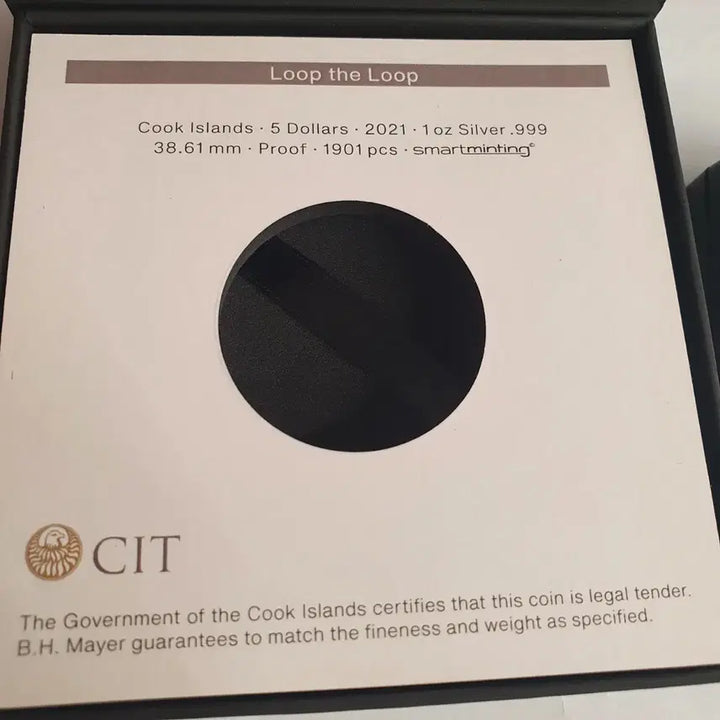 Loop the Loop
Cook Islands · 5 Dollars · 2021 · 1 oz Silver .999
38.61 mm · Proof · 1901 pcs · smartminting©
CIT
The Government of the Cook Islands certifies that this coin is legal tender.
B.H. Mayer guarantees to match the fineness and weight as specified.